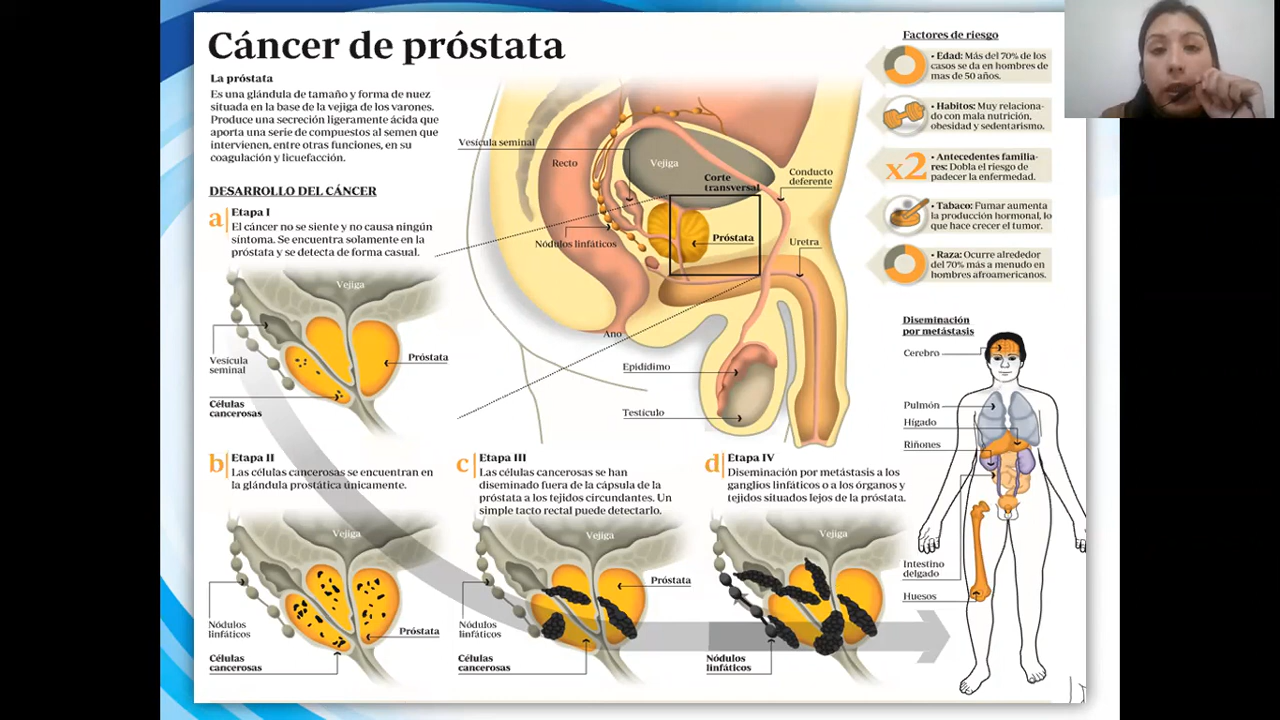 Cáncer de próstata
La próstata
Es una glándula de tamaño y forma de nuez
situada en la base de la vejiga de los varones.
Produce una secreción ligeramente ácida que
aporta una serie de compuestos al semen que
intervienen, entre otras funciones, en su
coagulación y licuefacción.
DESARROLLO DEL CÁNCER
a Etapa I
El cáncer no se siente y no causa ningún
síntoma. Se encuentra solamente en la
próstata y se detecta de forma casual.
Vejiga
Vesícula
seminal
Próstata
Células
cancerosas
Vesícula seminal
Recto
Vejiga
Corte
transversal
Conducto
deferente
Nódulos linfáticos
Próstata
Uretra
Ano
Epidídimo
Testículo
b Etapa II
Las células cancerosas se encuentran en
la glándula prostática únicamente.
Vejiga
Nódulos
linfáticos
Próstata
Células
cancerosas
c Etapa III
Las células cancerosas se han
diseminado fuera de la cápsula de la
próstata a los tejidos circundantes. Un
simple tacto rectal puede detectarlo.
Vejiga
Próstata
Nódulos
linfáticos
Células
cancerosas
d Etapa IV
Diseminación por metástasis a los
ganglios linfáticos o a los órganos y
tejidos situados lejos de la próstata.
Vejiga
Nódulos
linfáticos
Factores de riesgo
• Edad: Más del 70% de los
casos se da en hombres de
mas de 50 años.
• Habitos: Muy relaciona-
do con mala nutrición,
obesidad y sedentarismo.
x2
• Antecedentes familia-
res: Dobla el riesgo de
padecer la enfermedad.
• Tabaco: Fumar aumenta
la producción hormonal, lo
que hace crecer el tumor.
• Raza: Ocurre alrededor
del 70% más a menudo en
hombres afroamericanos.
Diseminación
por metástasis
Cerebro
Pulmón
Hígado
Riñones
Intestino
delgado
Huesos